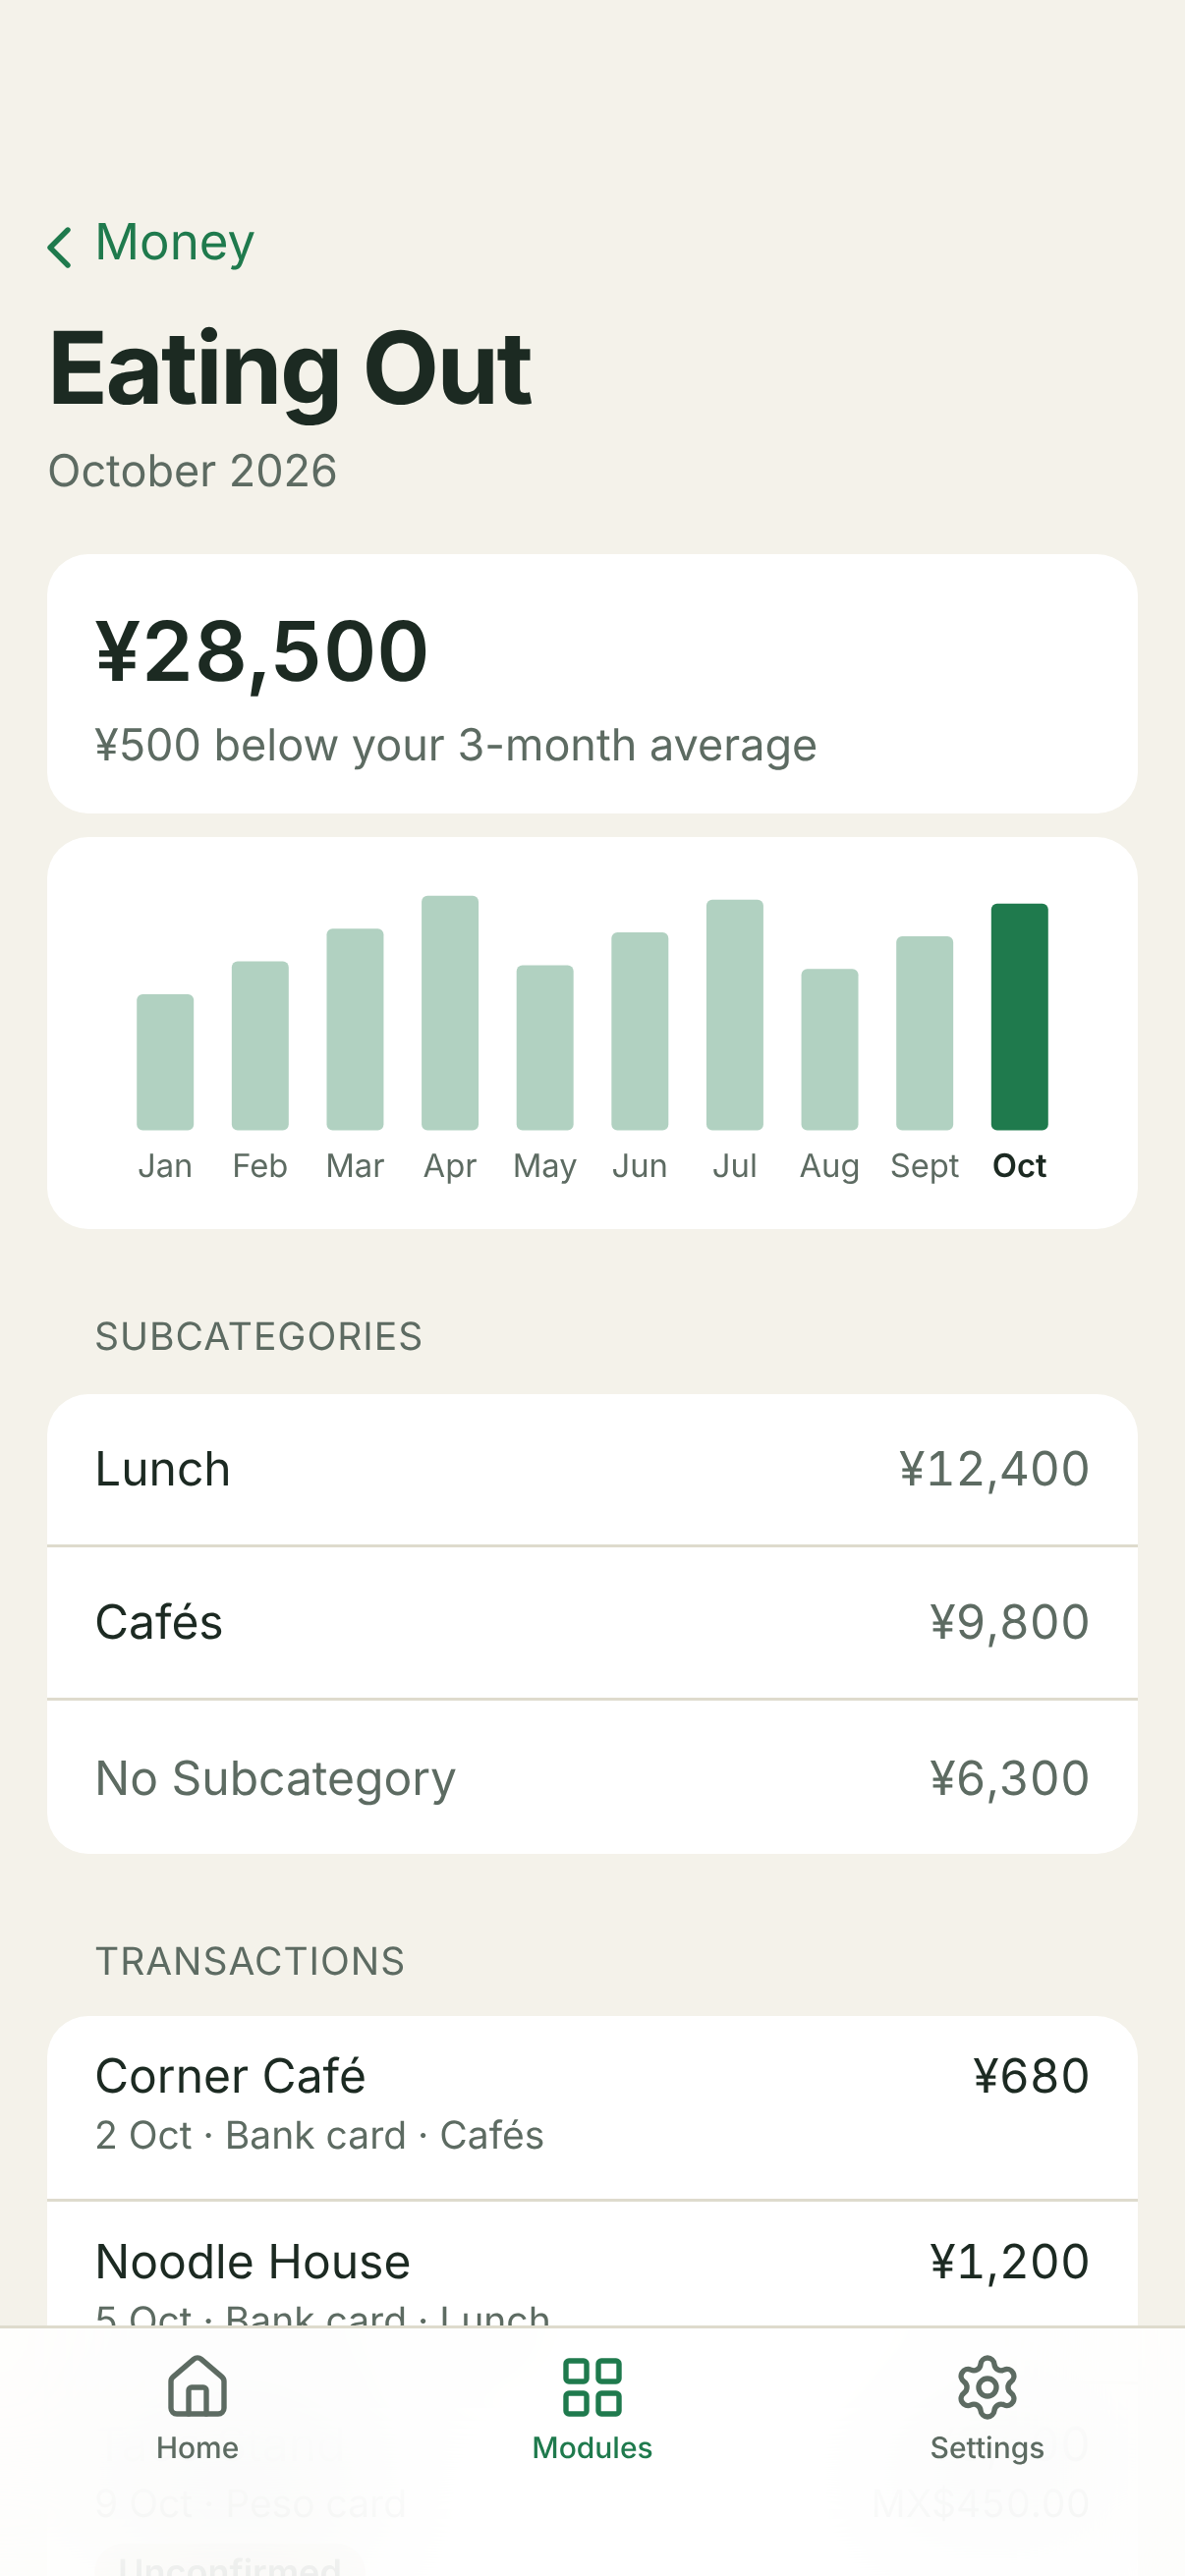 Money
Eating Out
October 2026
¥28,500
¥500 below your 3-month average
Jan Feb Mar Apr May Jun Jul Aug Sept Oct
SUBCATEGORIES
Lunch ¥12,400
Cafés ¥9,800
No Subcategory ¥6,300
TRANSACTIONS
Corner Café ¥680
2 Oct · Bank card · Cafés
Noodle House ¥1,200
5 Oct · Bank card · Lunch
Home Modules Settings
9 Oct · Peso card MX$450.00
Unconfirmed